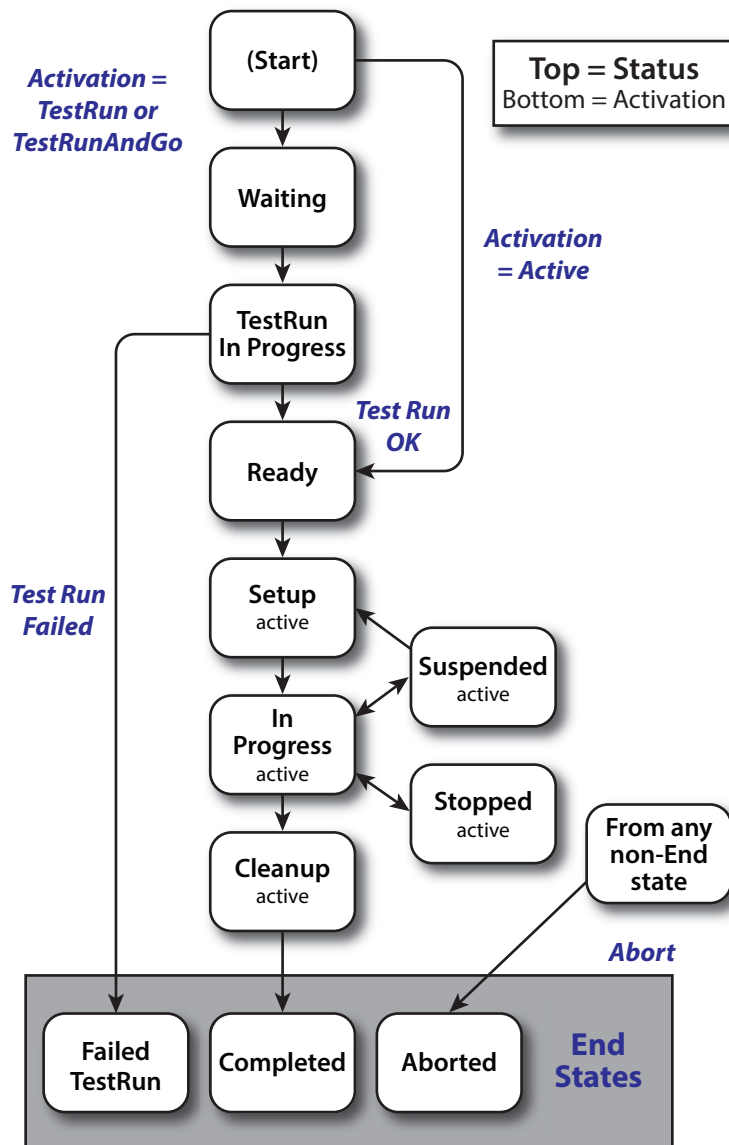 (Start)
Top = Status
Bottom = Activation
Activation =
TestRun or
TestRunAndGo
Waiting
Activation
= Active
TestRun
In Progress
Test Run
OK
Ready
Test Run
Failed
Setup
active
Suspended
active
In
Progress
active
Stopped
active
From any
non-End
state
Cleanup
active
Abort
Failed
TestRun
Completed
Aborted
End
States